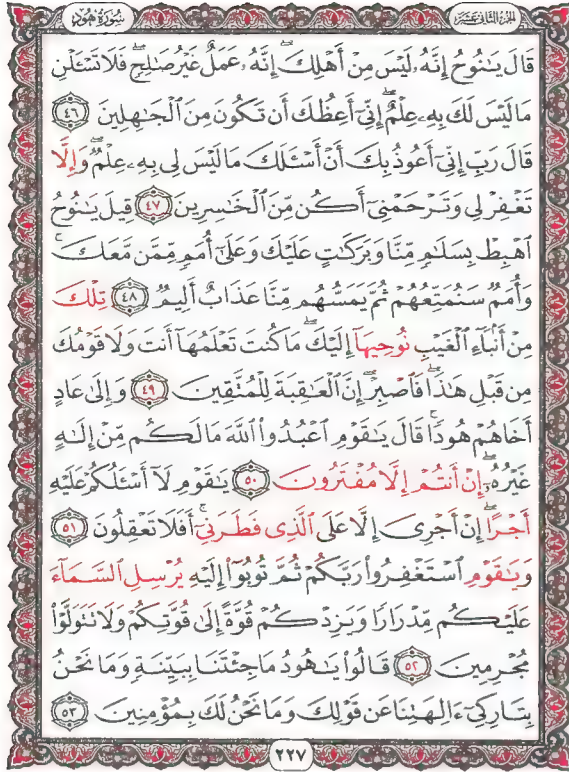 الجزء الثاني عشر
سورة هود
قَالَ يَٰنُوحُ إِنَّهُۥ لَيْسَ مِنْ أَهْلِكَۖ إِنَّهُۥ عَمَلٌ غَيْرُ صَٰلِحٖۖ فَلَا تَسْـَٔلْنِ
مَا لَيْسَ لَكَ بِهِۦ عِلْمٌۖ إِنِّيٓ أَعِظُكَ أَن تَكُونَ مِنَ ٱلْجَٰهِلِينَ ٤٦
قَالَ رَبِّ إِنِّيٓ أَعُوذُ بِكَ أَنْ أَسْـَٔلَكَ مَا لَيْسَ لِي بِهِۦ عِلْمٌۖ وَإِلَّا
تَغْفِرْ لِي وَتَرْحَمْنِيٓ أَكُن مِّنَ ٱلْخَٰسِرِينَ ٤٧ قِيلَ يَٰنُوحُ
ٱهْبِطْ بِسَلَٰمٖ مِّنَّا وَبَرَكَٰتٍ عَلَيْكَ وَعَلَىٰٓ أُمَمٖ مِّمَّن مَّعَكَۚ
وَأُمَمٌ سَنُمَتِّعُهُمْ ثُمَّ يَمَسُّهُم مِّنَّا عَذَابٌ أَلِيمٌ ٤٨ تِلْكَ
مِنْ أَنۢبَآءِ ٱلْغَيْبِ نُوحِيهَآ إِلَيْكَۖ مَا كُنتَ تَعْلَمُهَآ أَنتَ وَلَا قَوْمُكَ
مِن قَبْلِ هَٰذَاۖ فَٱصْبِرْۖ إِنَّ ٱلْعَٰقِبَةَ لِلْمُتَّقِينَ ٤٩ وَإِلَىٰ عَادٍ
أَخَاهُمْ هُودٗاۚ قَالَ يَٰقَوْمِ ٱعْبُدُوا۟ ٱللَّهَ مَا لَكُم مِّنْ إِلَٰهٍ
غَيْرُهُۥٓۖ إِنْ أَنتُمْ إِلَّا مُفْتَرُونَ ٥٠ يَٰقَوْمِ لَآ أَسْـَٔلُكُمْ عَلَيْهِ
أَجْرًاۖ إِنْ أَجْرِيَ إِلَّا عَلَى ٱلَّذِي فَطَرَنِيٓۚ أَفَلَا تَعْقِلُونَ ٥١
وَيَٰقَوْمِ ٱسْتَغْفِرُوا۟ رَبَّكُمْ ثُمَّ تُوبُوٓا۟ إِلَيْهِ يُرْسِلِ ٱلسَّمَآءَ
عَلَيْكُم مِّدْرَارٗا وَيَزِدْكُمْ قُوَّةً إِلَىٰ قُوَّتِكُمْ وَلَا تَتَوَلَّوْا۟
مُجْرِمِينَ ٥٢ قَالُوا۟ يَٰهُودُ مَا جِئْتَنَا بِبَيِّنَةٖ وَمَا نَحْنُ
بِتَارِكِيٓ ءَالِهَتِنَا عَن قَوْلِكَ وَمَا نَحْنُ لَكَ بِمُؤْمِنِينَ ٥٣
٢٢٧